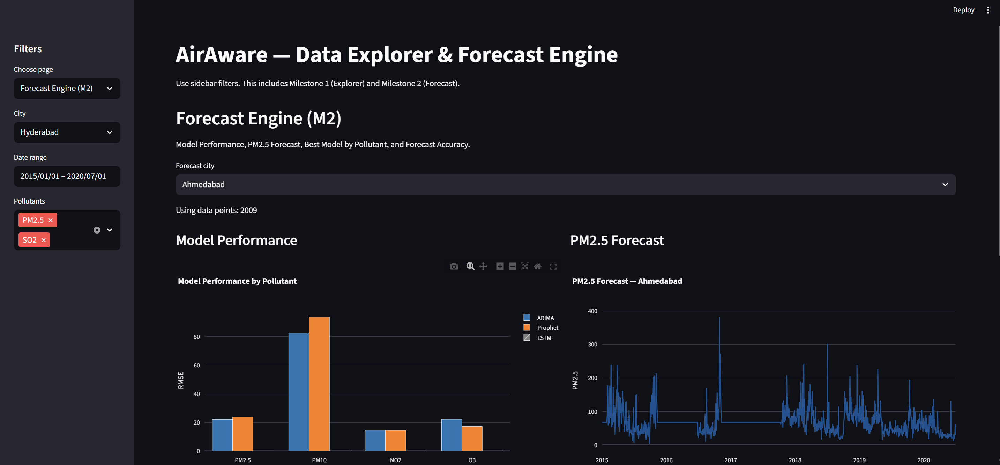 Deploy
Filters
Choose page
Forecast Engine (M2)
City
Hyderabad
Date range
2015/01/01 – 2020/07/01
Pollutants
PM2.5
SO2
AirAware — Data Explorer & Forecast Engine
Use sidebar filters. This includes Milestone 1 (Explorer) and Milestone 2 (Forecast).
Forecast Engine (M2)
Model Performance, PM2.5 Forecast, Best Model by Pollutant, and Forecast Accuracy.
Forecast city
Ahmedabad
Using data points: 2009
Model Performance
Model Performance by Pollutant
RMSE
80
60
40
20
0
PM2.5 PM10 NO2 O3
ARIMA
Prophet
LSTM
PM2.5 Forecast
PM2.5 Forecast — Ahmedabad
PM2.5
400
300
200
100
0
2015 2016 2017 2018 2019 2020